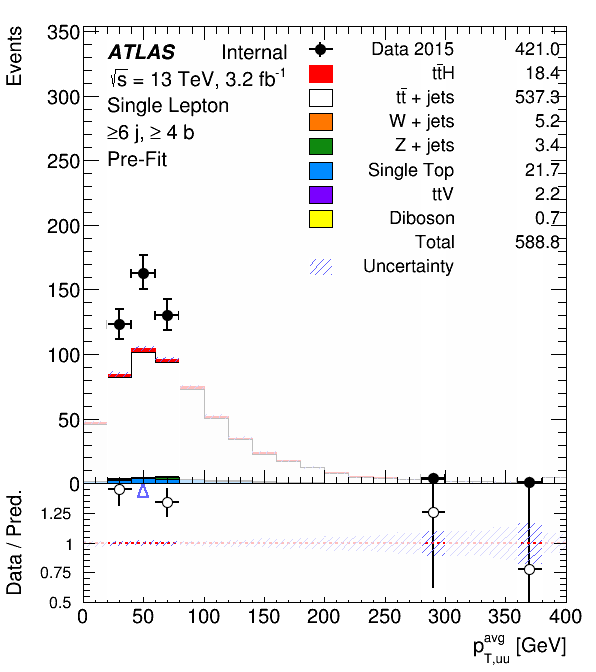 Events
350
300
250
200
150
100
50
0
ATLAS Internal
√s = 13 TeV, 3.2 fb⁻¹
Single Lepton
≥6 j, ≥ 4 b
Pre-Fit
Data 2015 421.0
tt̄H 18.4
tt̄ + jets 537.3
W + jets 5.2
Z + jets 3.4
Single Top 21.7
ttV 2.2
Diboson 0.7
Total 588.8
Uncertainty
Data / Pred.
1.25
1
0.75
0.5
0 50 100 150 200 250 300 350 400
p_{T,uu}^{avg} [GeV]